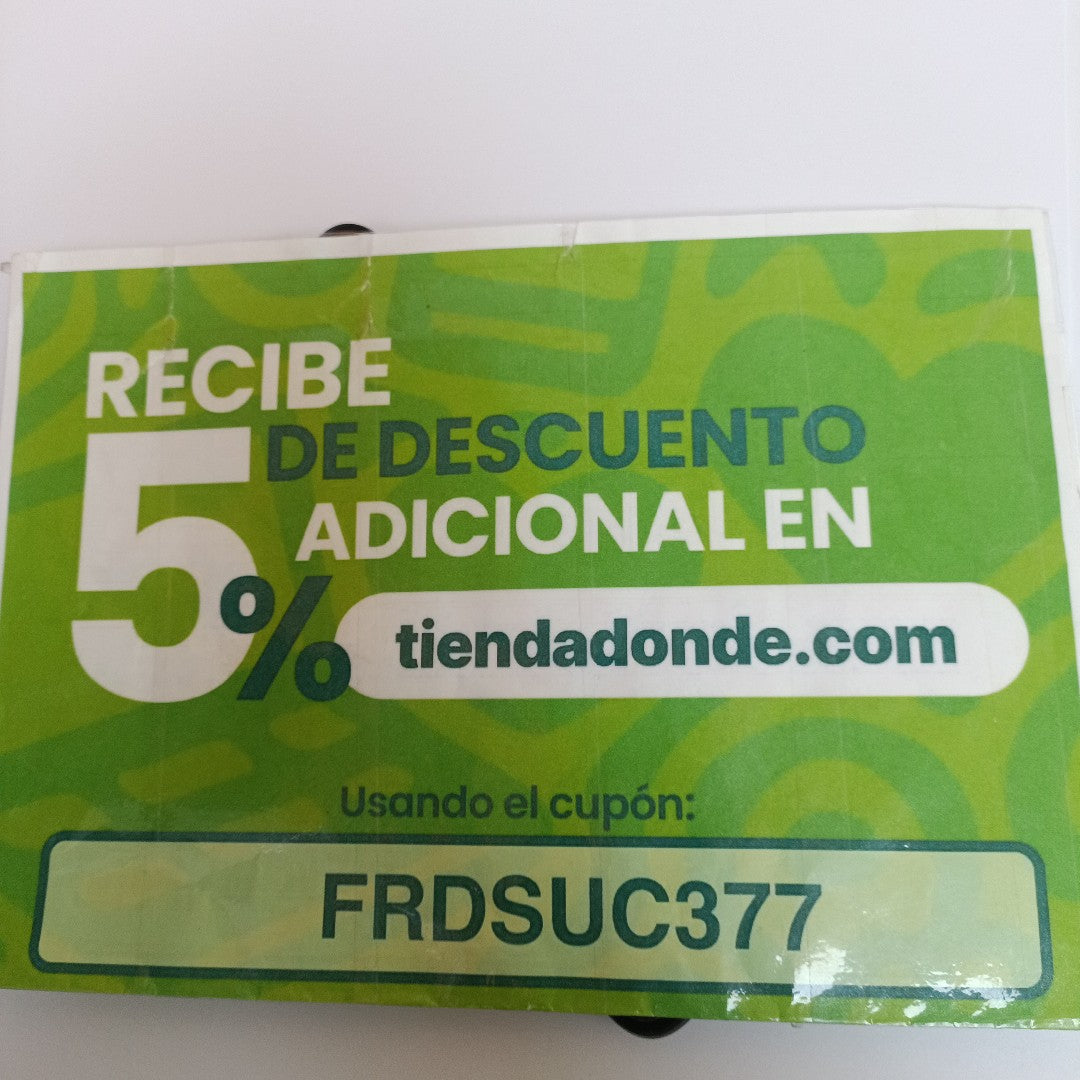 RECIBE
5% DE DESCUENTO
ADICIONAL EN
tiendadonde.com
Usando el cupón:
FRDSUC377